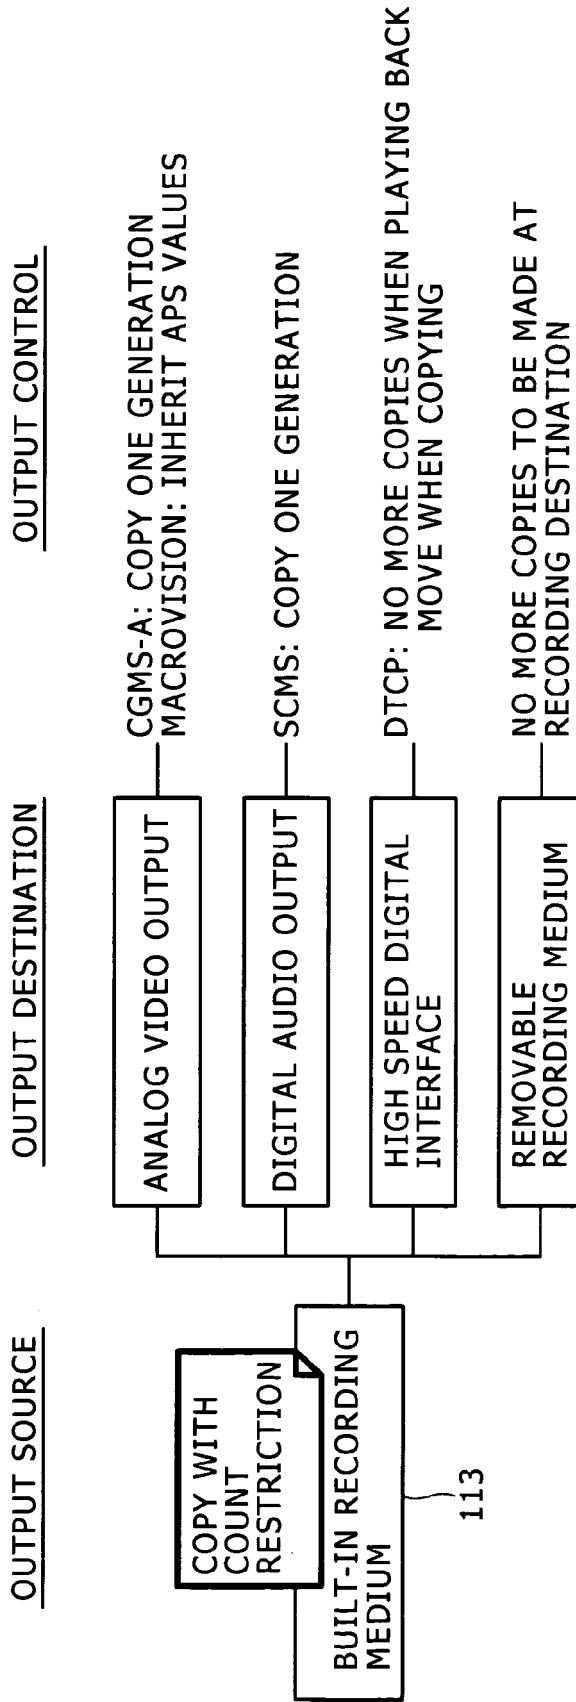 OUTPUT SOURCE
OUTPUT DESTINATION
OUTPUT CONTROL
COPY WITH
COUNT
RESTRICTION
BUILT-IN RECORDING
MEDIUM
113
ANALOG VIDEO OUTPUT
CGMS-A: COPY ONE GENERATION
MACROVISION: INHERIT APS VALUES
DIGITAL AUDIO OUTPUT
SCMS: COPY ONE GENERATION
HIGH SPEED DIGITAL
INTERFACE
DTCP: NO MORE COPIES WHEN PLAYING BACK
MOVE WHEN COPYING
REMOVABLE
RECORDING MEDIUM
NO MORE COPIES TO BE MADE AT
RECORDING DESTINATION